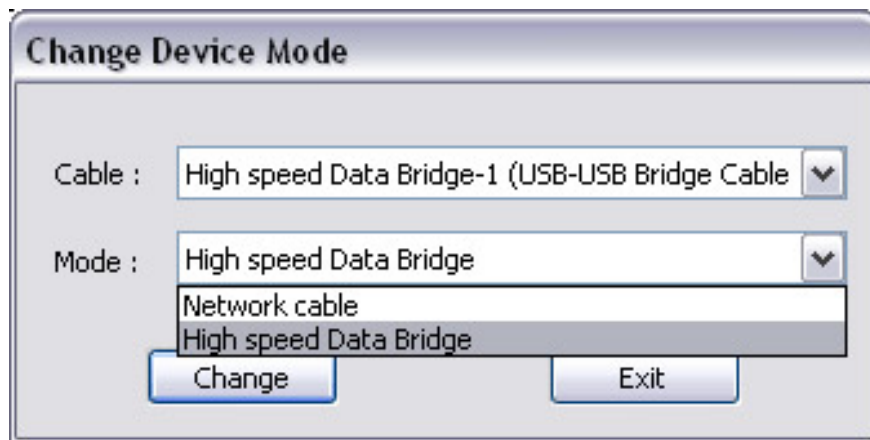 Change Device Mode
Cable : High speed Data Bridge-1 (USB-USB Bridge Cable
Mode : High speed Data Bridge
Network cable
High speed Data Bridge
Change Exit